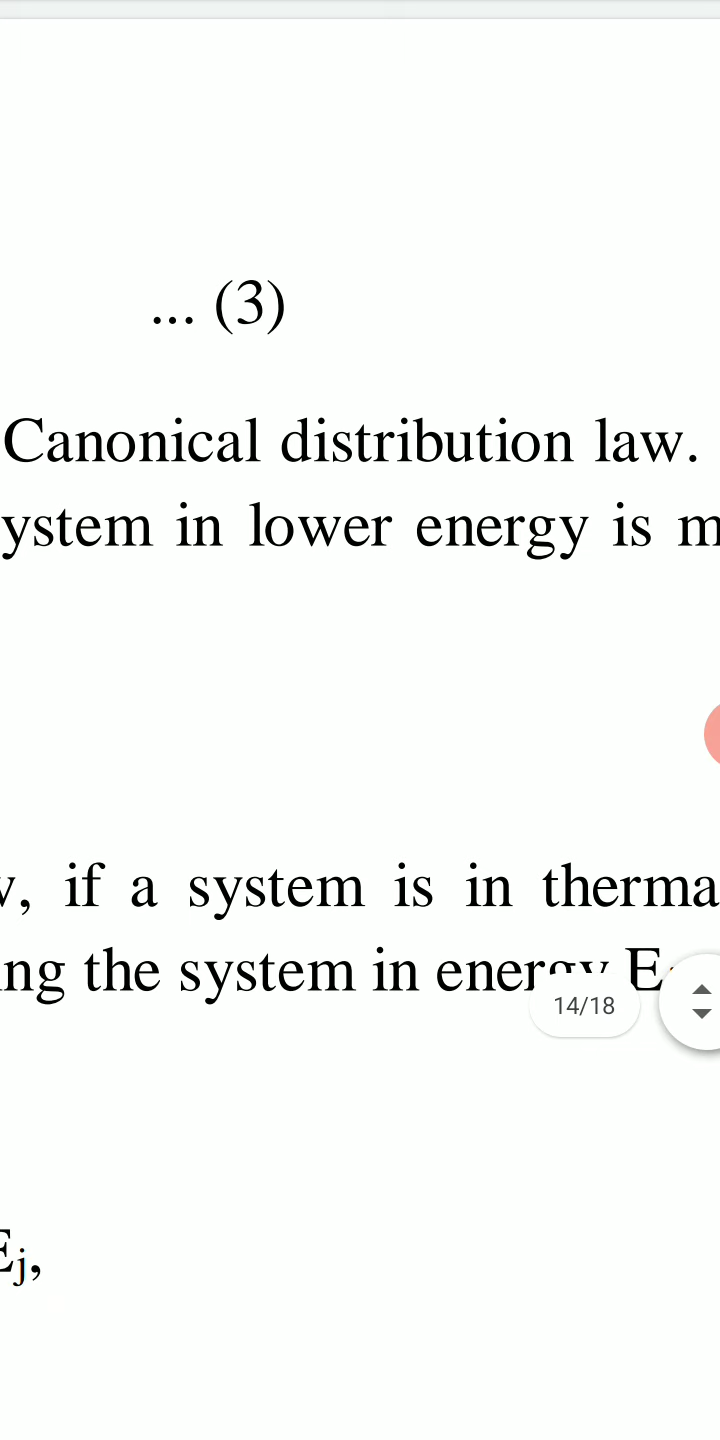 ... (3)
Canonical distribution law.
ystem in lower energy is m
, if a system is in therma
ng the system in energy E
14/18
Ej,